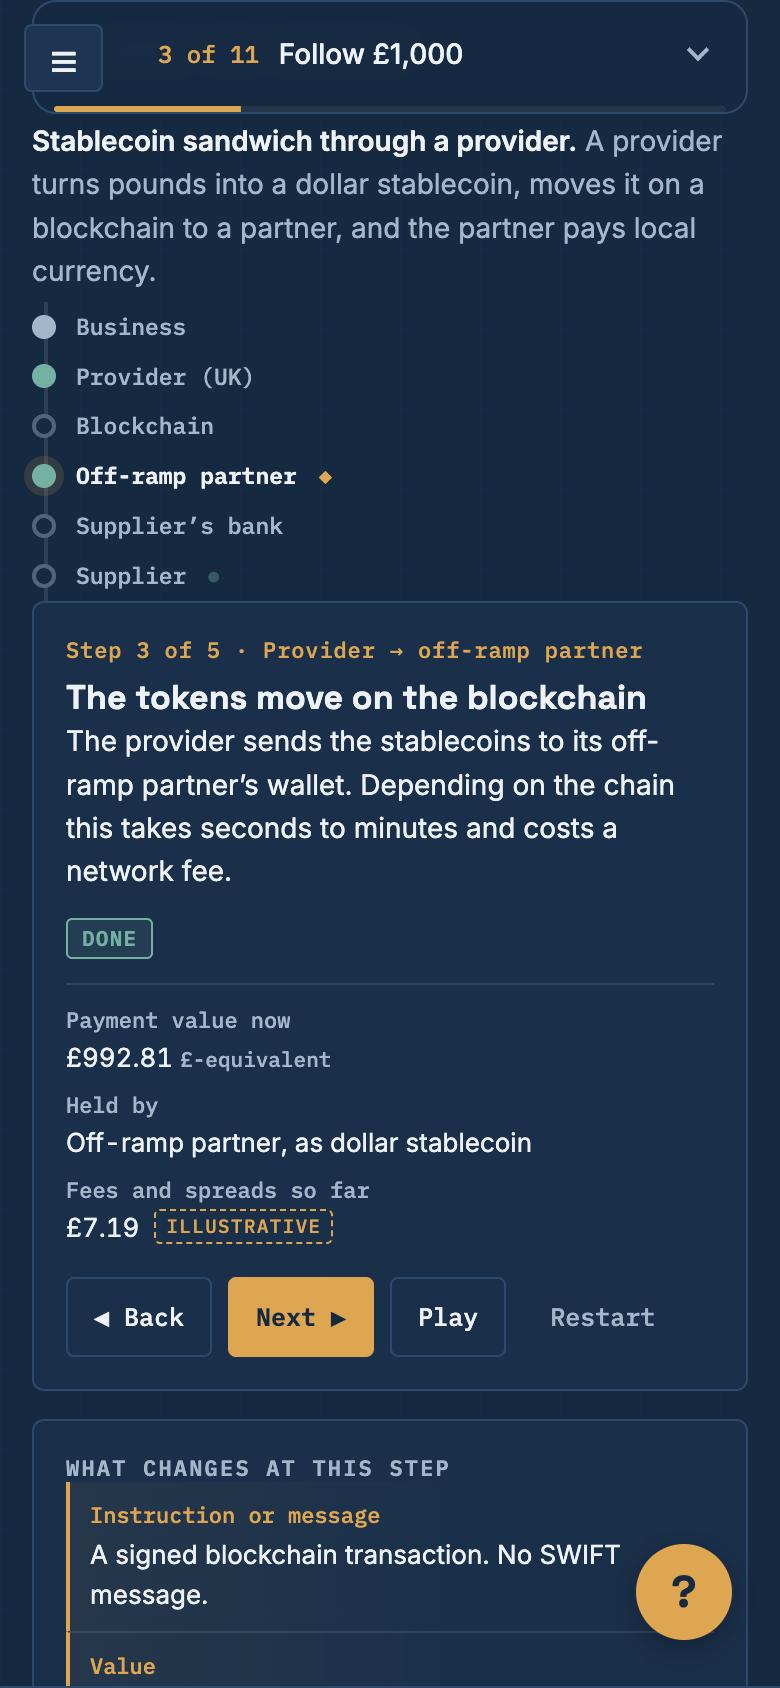 3 of 11 Follow £1,000
Stablecoin sandwich through a provider. A provider
turns pounds into a dollar stablecoin, moves it on a
blockchain to a partner, and the partner pays local
currency.
Business
Provider (UK)
Blockchain
Off-ramp partner
Supplier’s bank
Supplier
Step 3 of 5 · Provider → off-ramp partner
The tokens move on the blockchain
The provider sends the stablecoins to its off-
ramp partner’s wallet. Depending on the chain
this takes seconds to minutes and costs a
network fee.
DONE
Payment value now
£992.81 £-equivalent
Held by
Off-ramp partner, as dollar stablecoin
Fees and spreads so far
£7.19 ILLUSTRATIVE
◀ Back Next ▶ Play Restart
WHAT CHANGES AT THIS STEP
Instruction or message
A signed blockchain transaction. No SWIFT
message.
?
Value